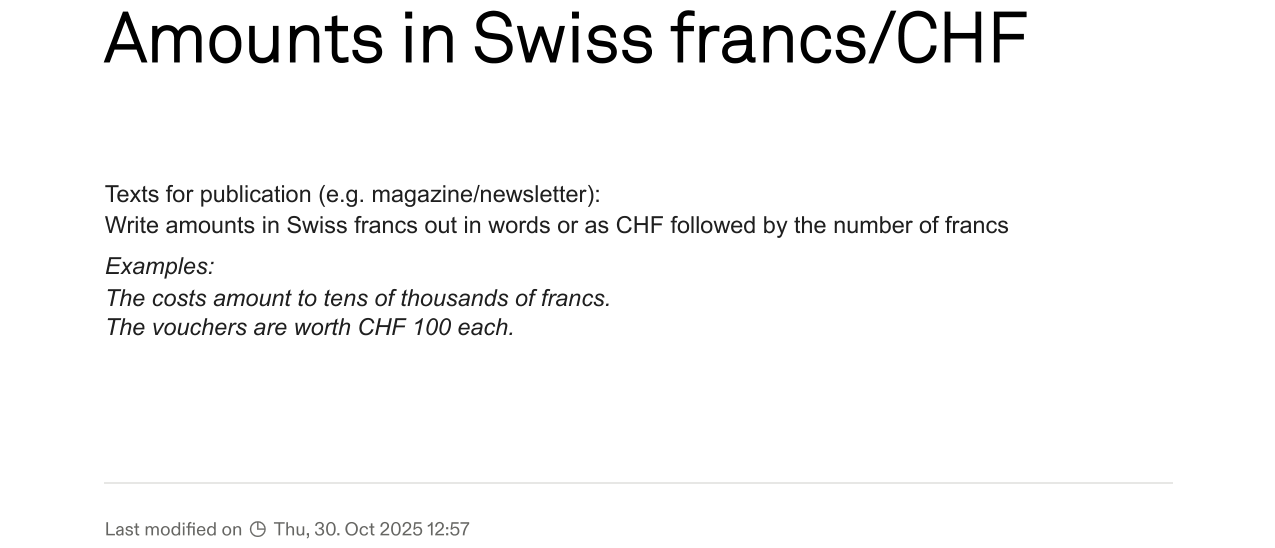 Amounts in Swiss francs/CHF
Texts for publication (e.g. magazine/newsletter):
Write amounts in Swiss francs out in words or as CHF followed by the number of francs
Examples:
The costs amount to tens of thousands of francs.
The vouchers are worth CHF 100 each.
Last modified on Thu, 30. Oct 2025 12:57